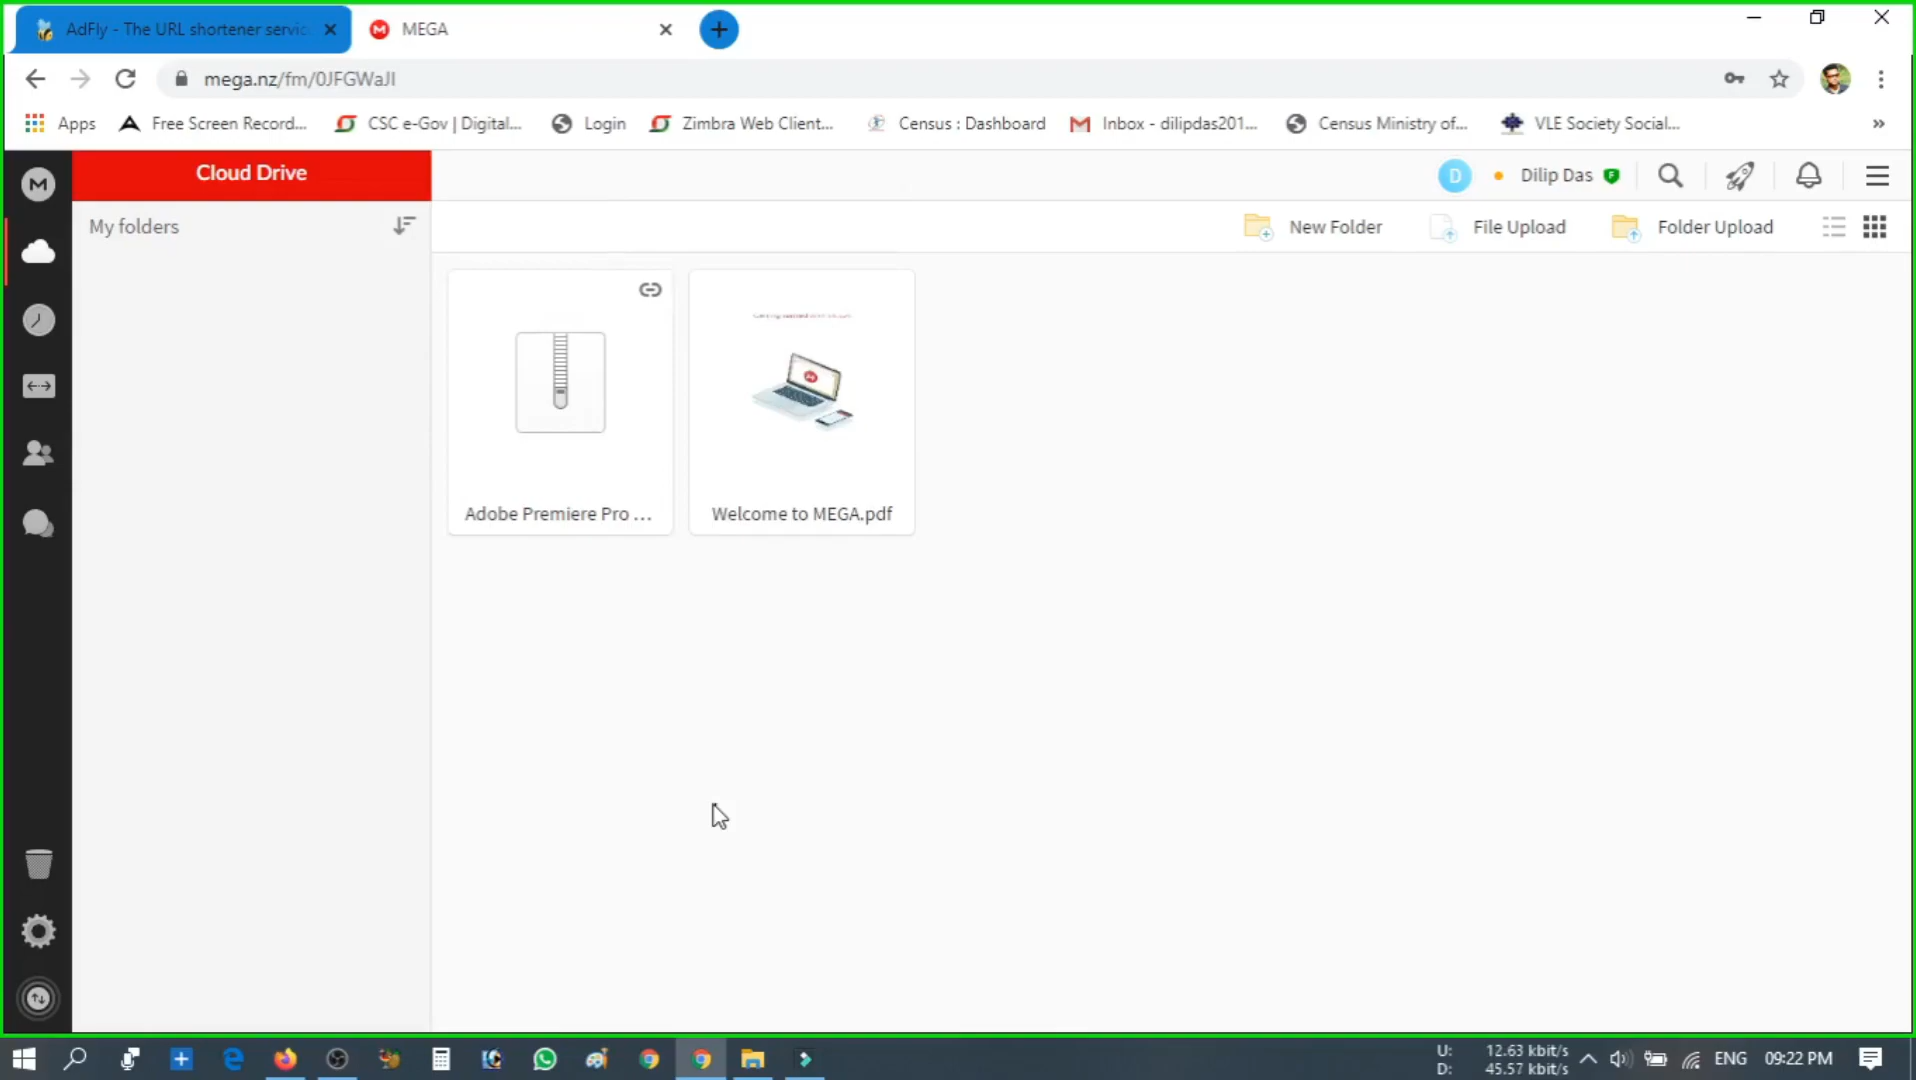 AdFly - The URL shortener servic
MEGA
mega.nz/fm/0JFGWaJI
Apps
Free Screen Record...
CSC e-Gov | Digital...
Login
Zimbra Web Client...
Census : Dashboard
Inbox - dilipdas201...
Census Ministry of...
VLE Society Social...
»
Cloud Drive
D
Dilip Das
My folders
New Folder
File Upload
Folder Upload
Adobe Premiere Pro ...
Welcome to MEGA.pdf
U: 12.63 kbit/s
D: 45.57 kbit/s
ENG
09:22 PM